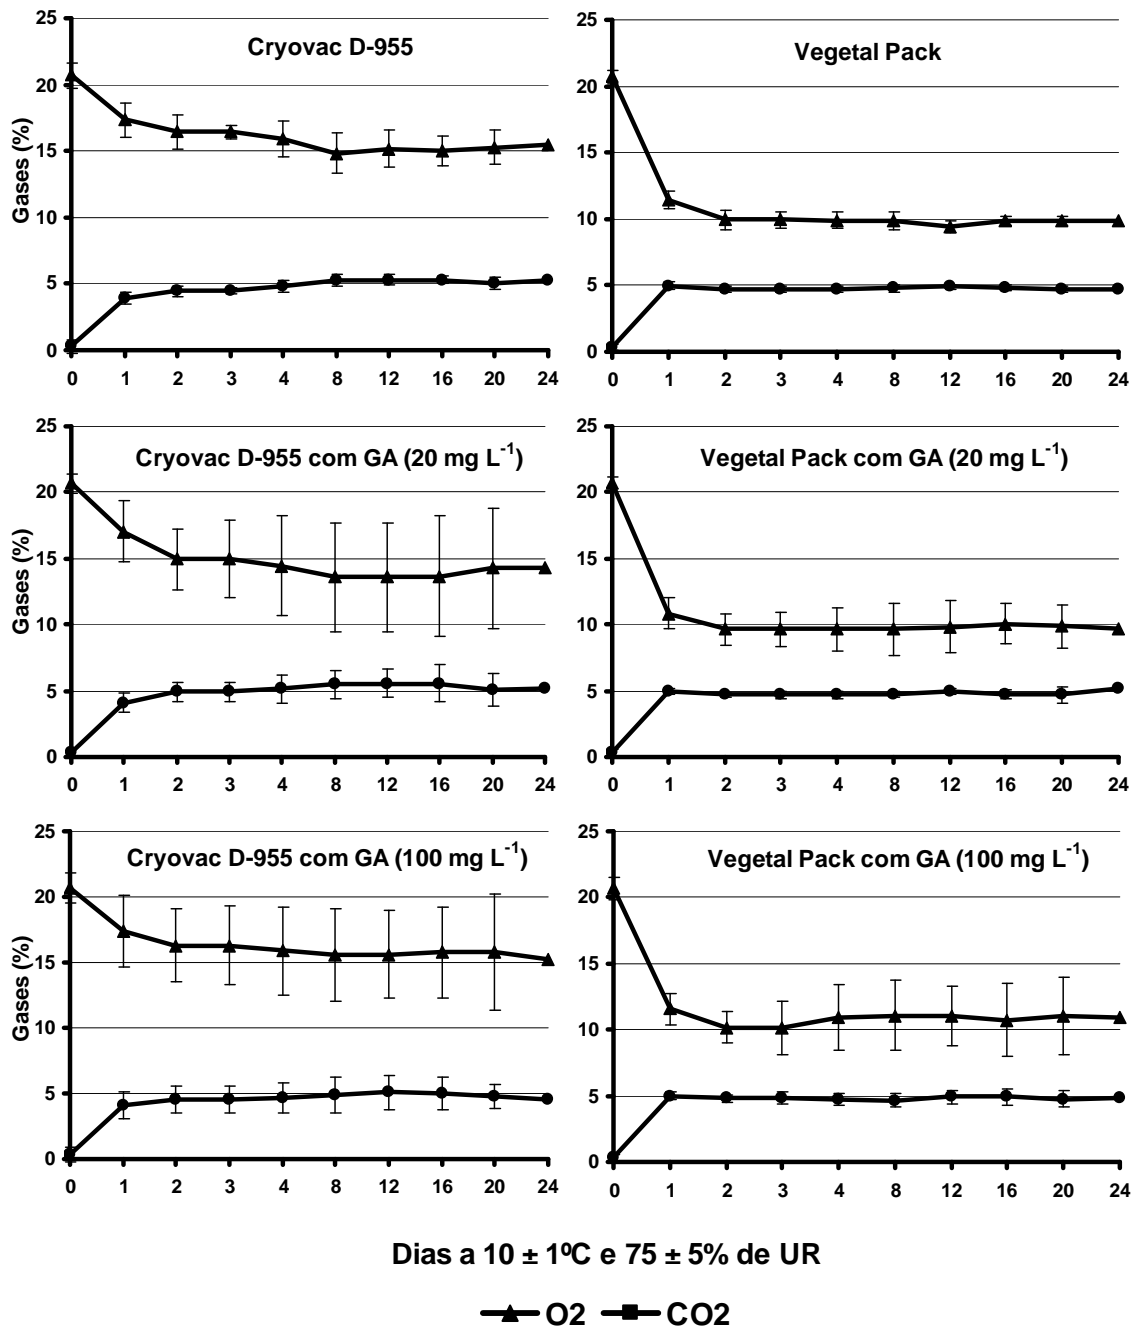 Cryovac D-955
Gases (%)
25
20
15
10
5
0
0 1 2 3 4 8 12 16 20 24
Vegetal Pack
25
20
15
10
5
0
0 1 2 3 4 8 12 16 20 24
Cryovac D-955 com GA (20 mg L⁻¹)
Gases (%)
25
20
15
10
5
0
0 1 2 3 4 8 12 16 20 24
Vegetal Pack com GA (20 mg L⁻¹)
25
20
15
10
5
0
0 1 2 3 4 8 12 16 20 24
Cryovac D-955 com GA (100 mg L⁻¹)
Gases (%)
25
20
15
10
5
0
0 1 2 3 4 8 12 16 20 24
Vegetal Pack com GA (100 mg L⁻¹)
25
20
15
10
5
0
0 1 2 3 4 8 12 16 20 24
Dias a 10 ± 1ºC e 75 ± 5% de UR
O2 CO2